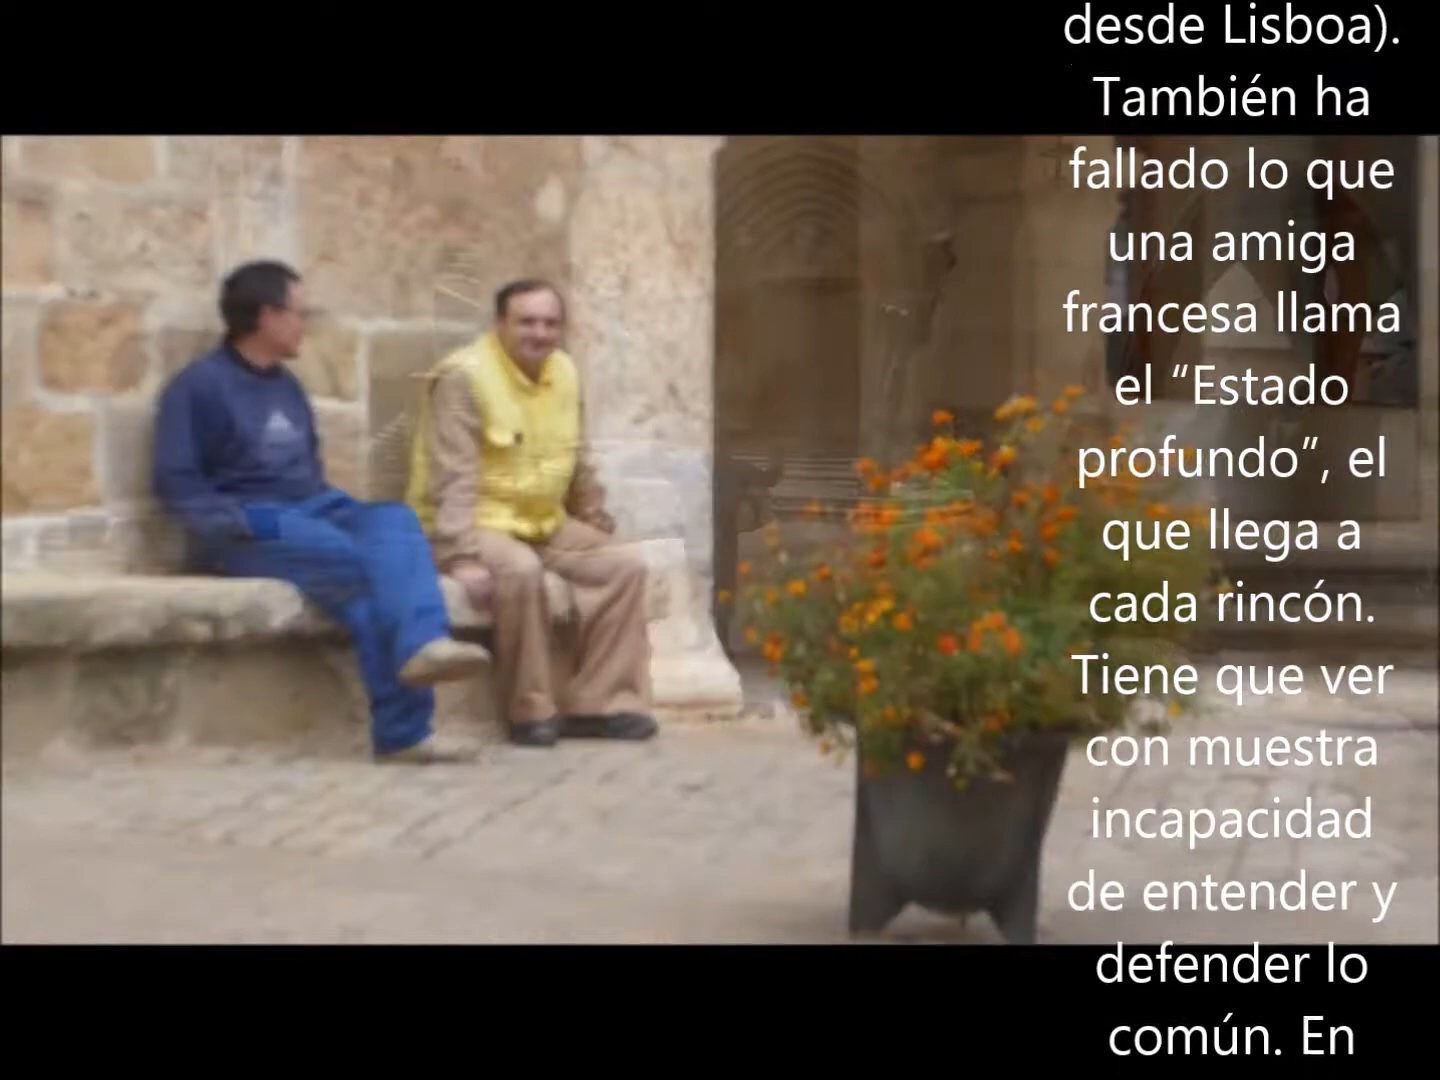 desde Lisboa).
También ha
fallado lo que
una amiga
francesa llama
el “Estado
profundo”, el
que llega a
cada rincón.
Tiene que ver
con muestra
incapacidad
de entender y
defender lo
común. En